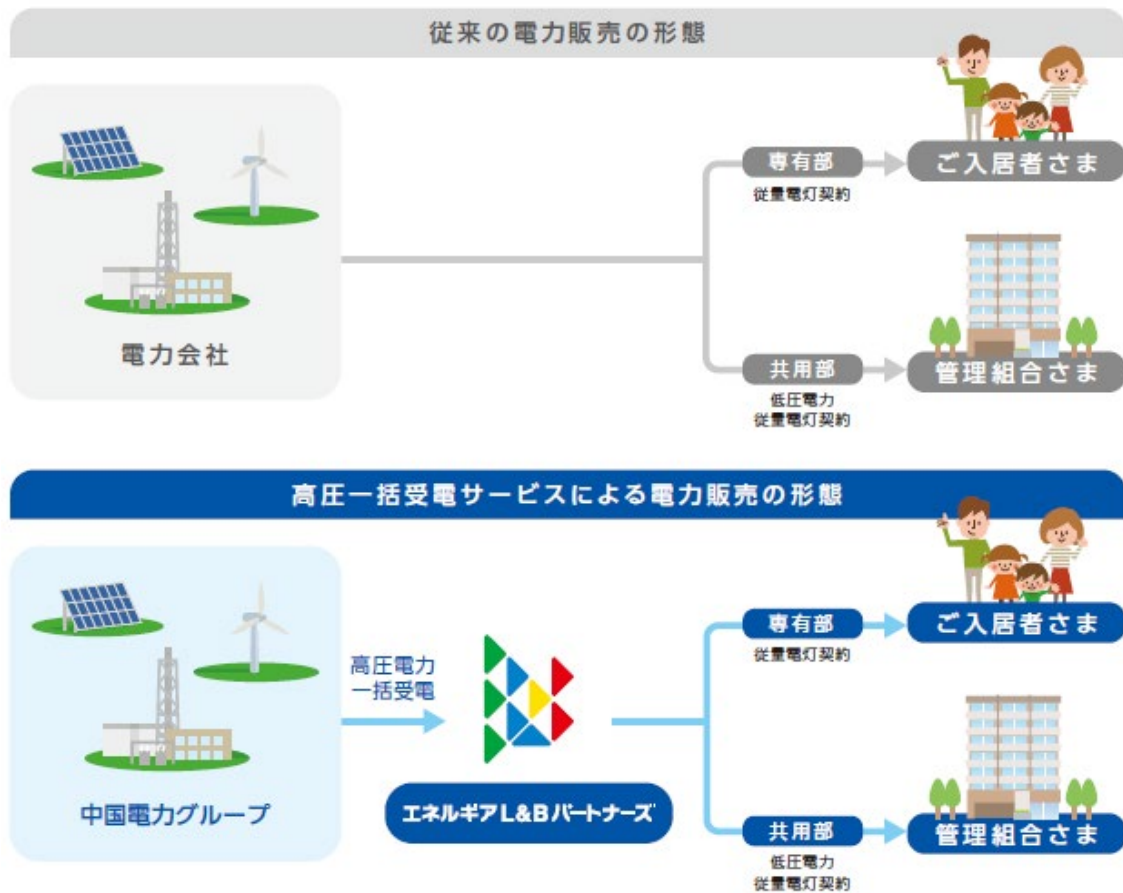 従来の電力販売の形態
専有部
ご入居者さま
従量電灯契約
電力会社
共用部
管理組合さま
低圧電力
従量電灯契約
高圧一括受電サービスによる電力販売の形態
専有部
ご入居者さま
従量電灯契約
高圧電力
一括受電
中国電力グループ
エネルギアL&Bパートナーズ
共用部
管理組合さま
低圧電力
従量電灯契約